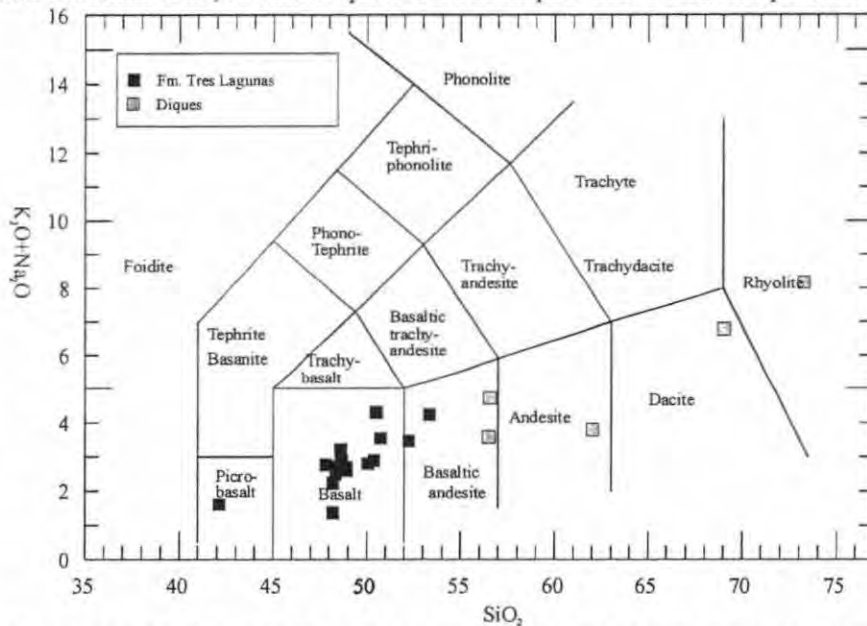 16
14
12
10
8
6
4
2
0
K₂O+Na₂O
Fm. Tres Lagunas
Diques
Phonolite
Tephri-
phonolite
Trachyte
Phono-
Tephrite
Foidite
Trachy-
andesite
Trachydacite
Rhyolite
Tephrite
Basanite
Basaltic
trachy-
andesite
Trachy-
basalt
Andesite
Dacite
Picro-
basalt
Basalt
Basaltic
andesite
35
40
45
50
55
60
65
70
75
SiO₂